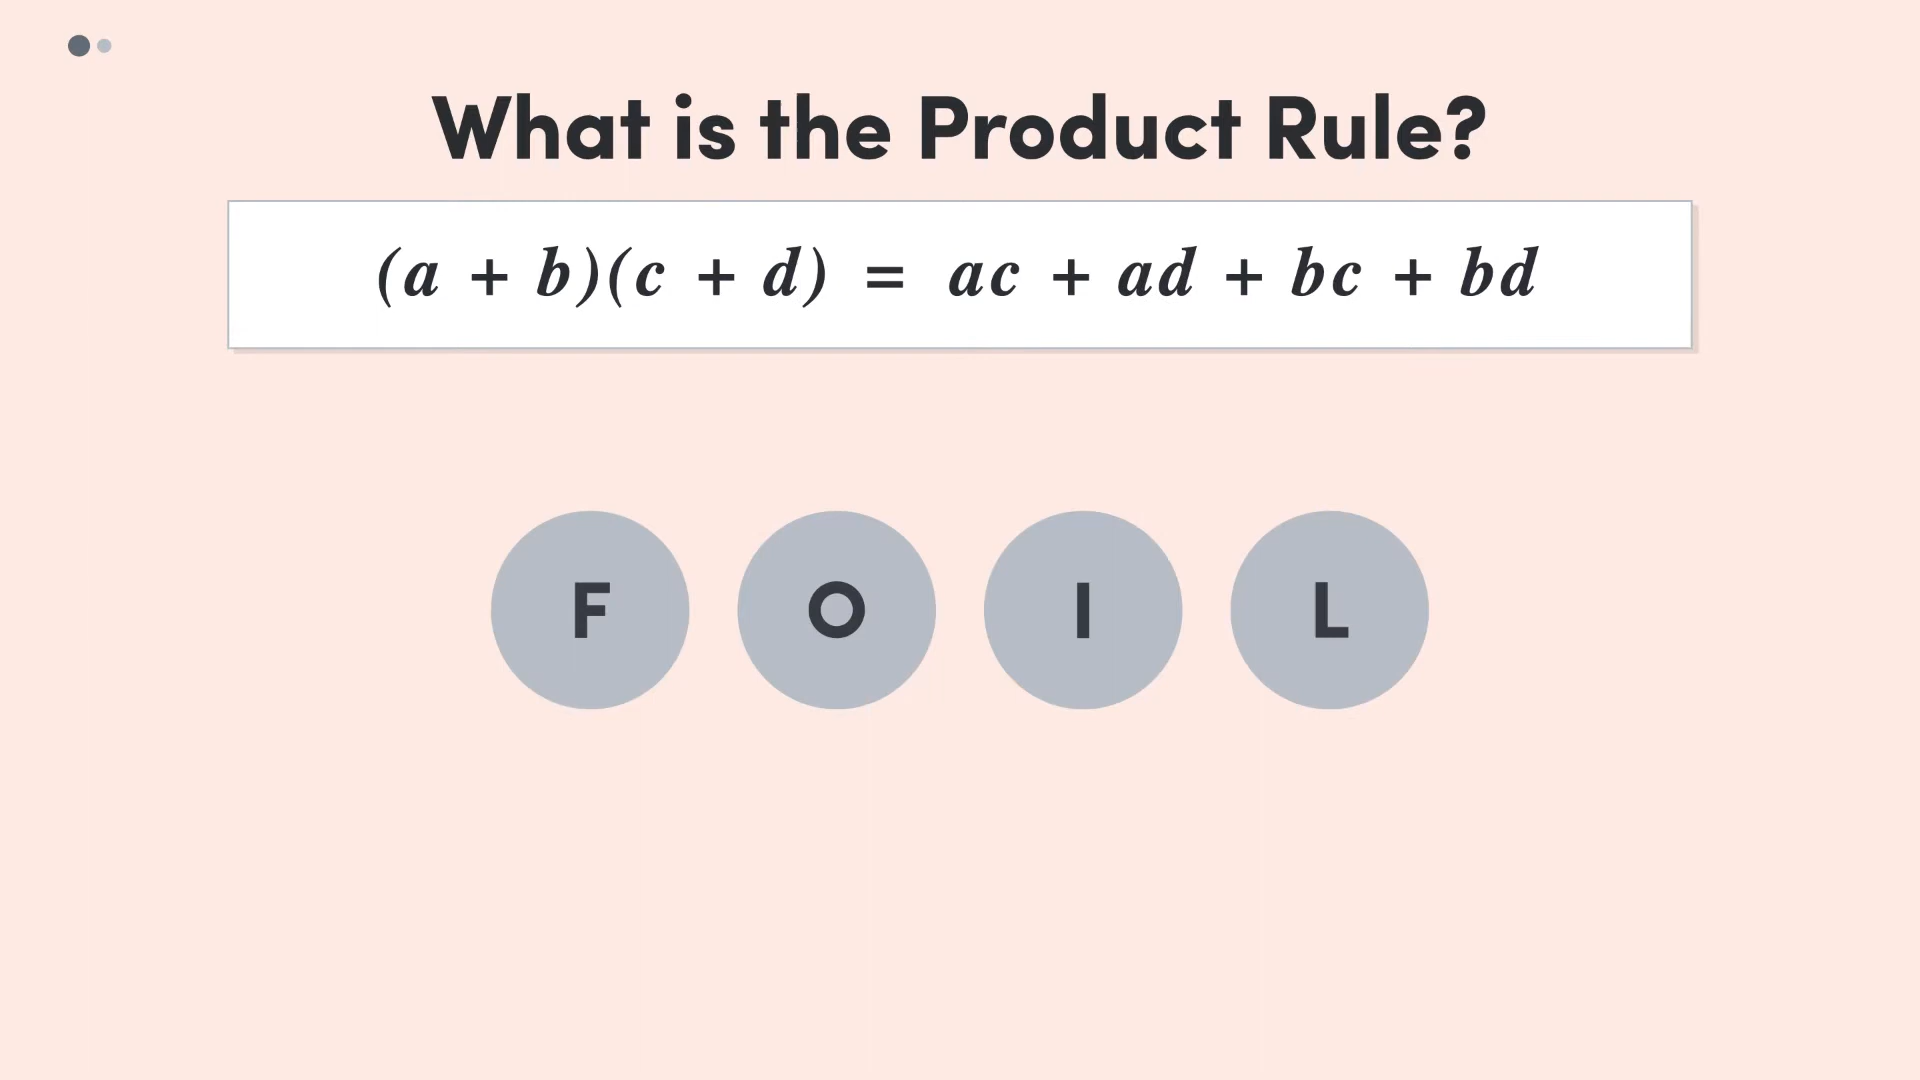 What is the Product Rule?
(a + b)(c + d) = ac + ad + bc + bd
F O I L